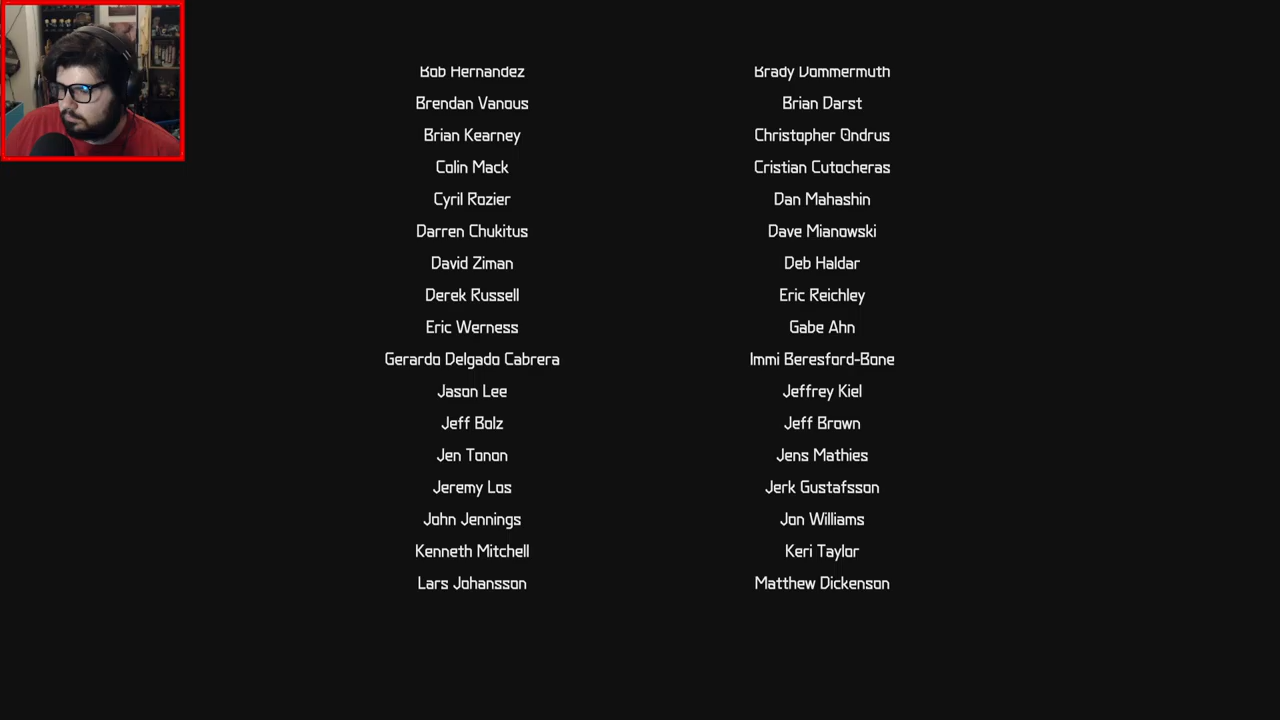 Bob Hernandez
Brady Dommermuth
Brendan Vanous
Brian Darst
Brian Kearney
Christopher Ondrus
Colin Mack
Cristian Cutocheras
Cyril Rozier
Dan Mahashin
Darren Chukitus
Dave Mianowski
David Ziman
Deb Haldar
Derek Russell
Eric Reichley
Eric Werness
Gabe Ahn
Gerardo Delgado Cabrera
Immi Beresford-Bone
Jason Lee
Jeffrey Kiel
Jeff Bolz
Jeff Brown
Jen Tonon
Jens Mathies
Jeremy Los
Jerk Gustafsson
John Jennings
Jon Williams
Kenneth Mitchell
Keri Taylor
Lars Johansson
Matthew Dickenson